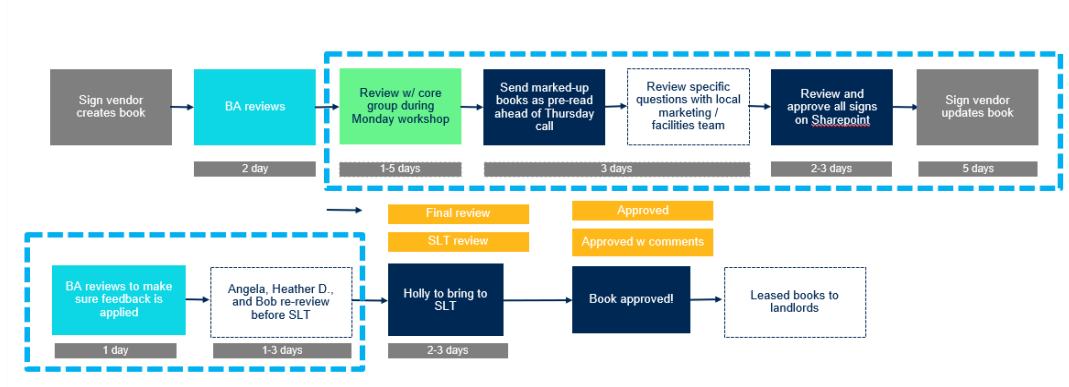 Sign vendor
creates book
BA reviews
Review w/ core
group during
Monday workshop
Send marked-up
books as pre-read
ahead of Thursday
call
Review specific
questions with local
marketing /
facilities team
Review and
approve all signs
on Sharepoint
Sign vendor
updates book
2 day
1-5 days
3 days
2-3 days
5 days
Final review
SLT review
Approved
Approved w comments
BA reviews to make
sure feedback is
applied
Angela, Heather D.,
and Bob re-review
before SLT
Holly to bring to
SLT
Book approved!
Leased books to
landlords
1 day
1-3 days
2-3 days